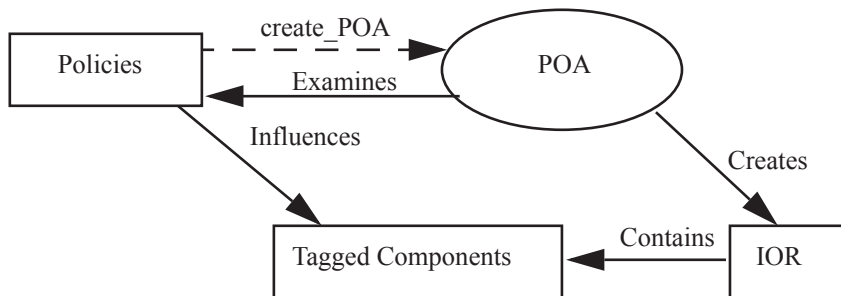 create_POA
Policies
POA
Examines
Influences
Creates
Contains
Tagged Components
IOR